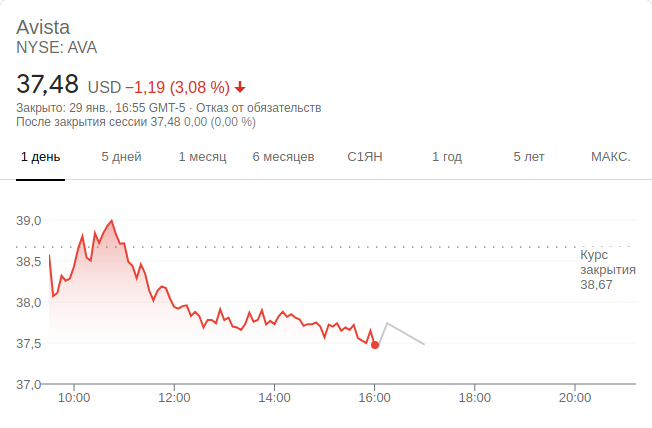 Avista
NYSE: AVA
37,48 USD −1,19 (3,08 %)
Закрыто: 29 янв., 16:55 GMT-5 · Отказ от обязательств
После закрытия сессии 37,48 0,00 (0,00 %)
1 день 5 дней 1 месяц 6 месяцев С1ЯН 1 год 5 лет МАКС.
39,0
38,5
38,0
37,5
37,0
Курс
закрытия
38,67
10:00 12:00 14:00 16:00 18:00 20:00